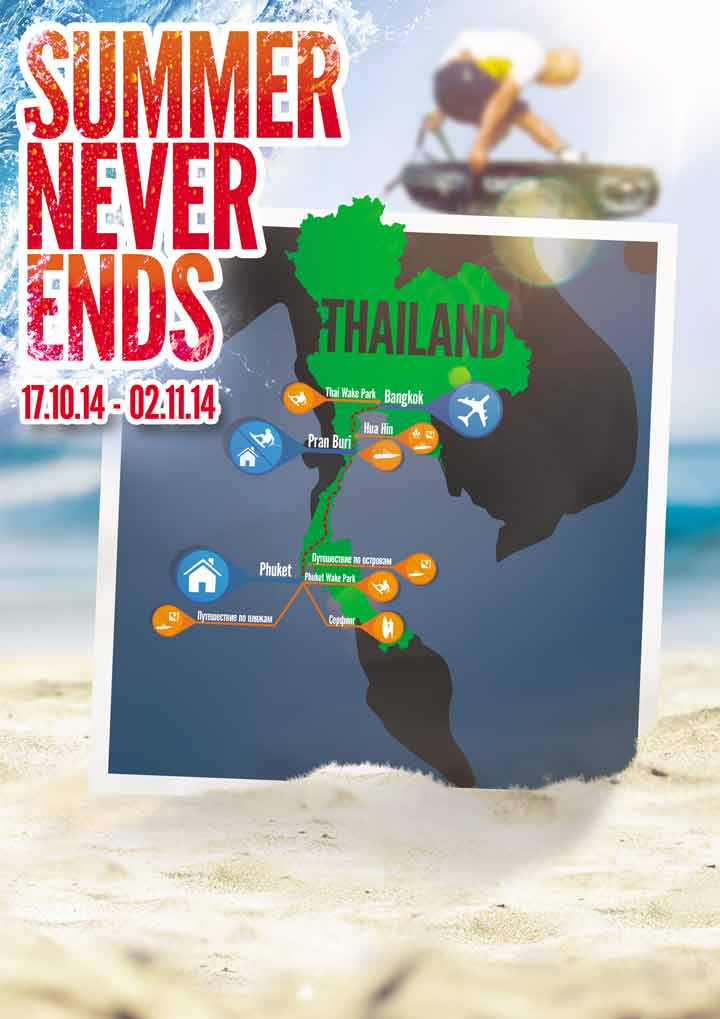 SUMMER
NEVER
ENDS
17.10.14 - 02.11.14
THAILAND
Thai Wake Park
Bangkok
Hua Hin
Pran Buri
Путешествие по островам
Phuket
Phuket Wake Park
Путешествие по пляжам
Серфинг